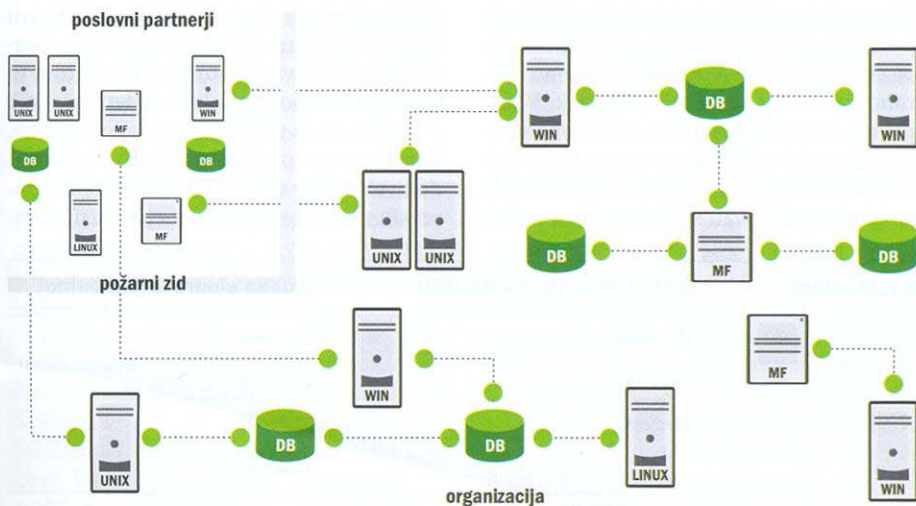 poslovni partnerji
UNIX
UNIX
MF
WIN
DB
DB
LINUX
MF
požarni zid
WIN
DB
WIN
UNIX
UNIX
DB
MF
DB
WIN
MF
UNIX
DB
DB
LINUX
WIN
organizacija